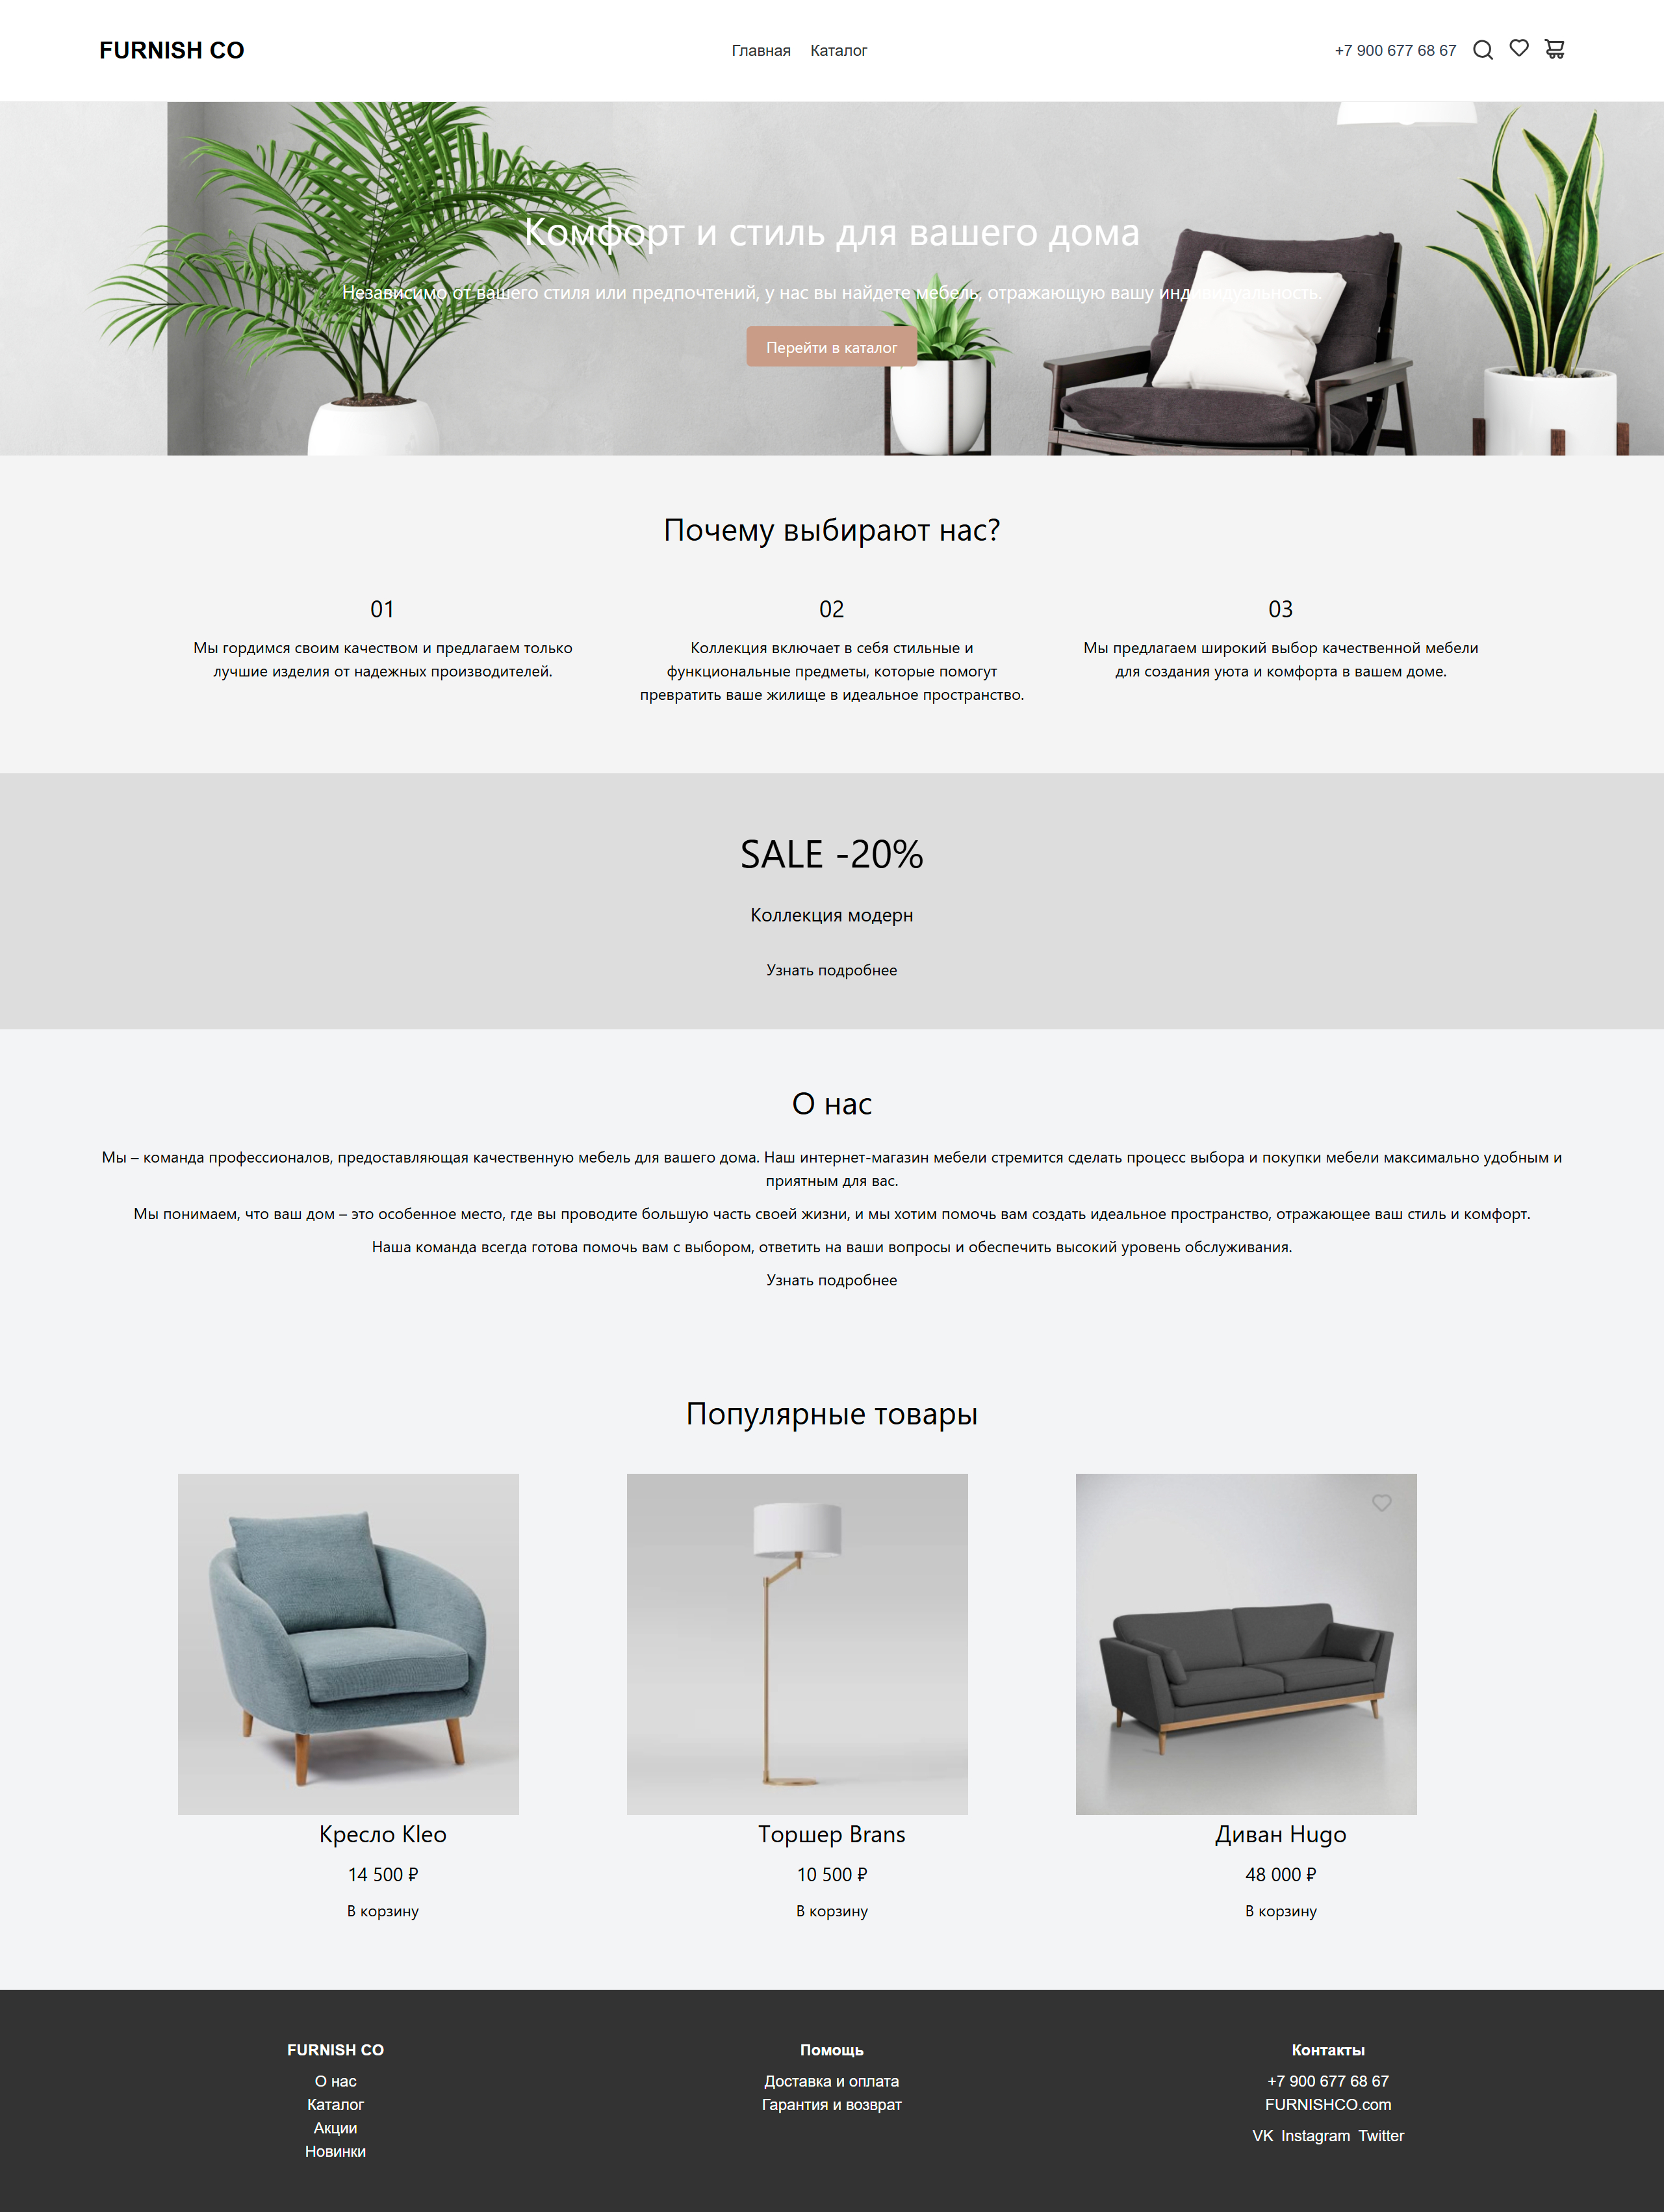 FURNISH CO
Главная Каталог
+7 900 677 68 67
Комфорт и стиль для вашего дома
Независимо от вашего стиля или предпочтений, у нас вы найдете мебель, отражающую вашу индивидуальность.
Перейти в каталог
Почему выбирают нас?
01
Мы гордимся своим качеством и предлагаем только
лучшие изделия от надежных производителей.
02
Коллекция включает в себя стильные и
функциональные предметы, которые помогут
превратить ваше жилище в идеальное пространство.
03
Мы предлагаем широкий выбор качественной мебели
для создания уюта и комфорта в вашем доме.
SALE -20%
Коллекция модерн
Узнать подробнее
О нас
Мы – команда профессионалов, предоставляющая качественную мебель для вашего дома. Наш интернет-магазин мебели стремится сделать процесс выбора и покупки мебели максимально удобным и
приятным для вас.
Мы понимаем, что ваш дом – это особенное место, где вы проводите большую часть своей жизни, и мы хотим помочь вам создать идеальное пространство, отражающее ваш стиль и комфорт.
Наша команда всегда готова помочь вам с выбором, ответить на ваши вопросы и обеспечить высокий уровень обслуживания.
Узнать подробнее
Популярные товары
Кресло Kleo
14 500 ₽
В корзину
Торшер Brans
10 500 ₽
В корзину
Диван Hugo
48 000 ₽
В корзину
FURNISH CO
О нас
Каталог
Акции
Новинки
Помощь
Доставка и оплата
Гарантия и возврат
Контакты
+7 900 677 68 67
FURNISHCO.com
VK Instagram Twitter